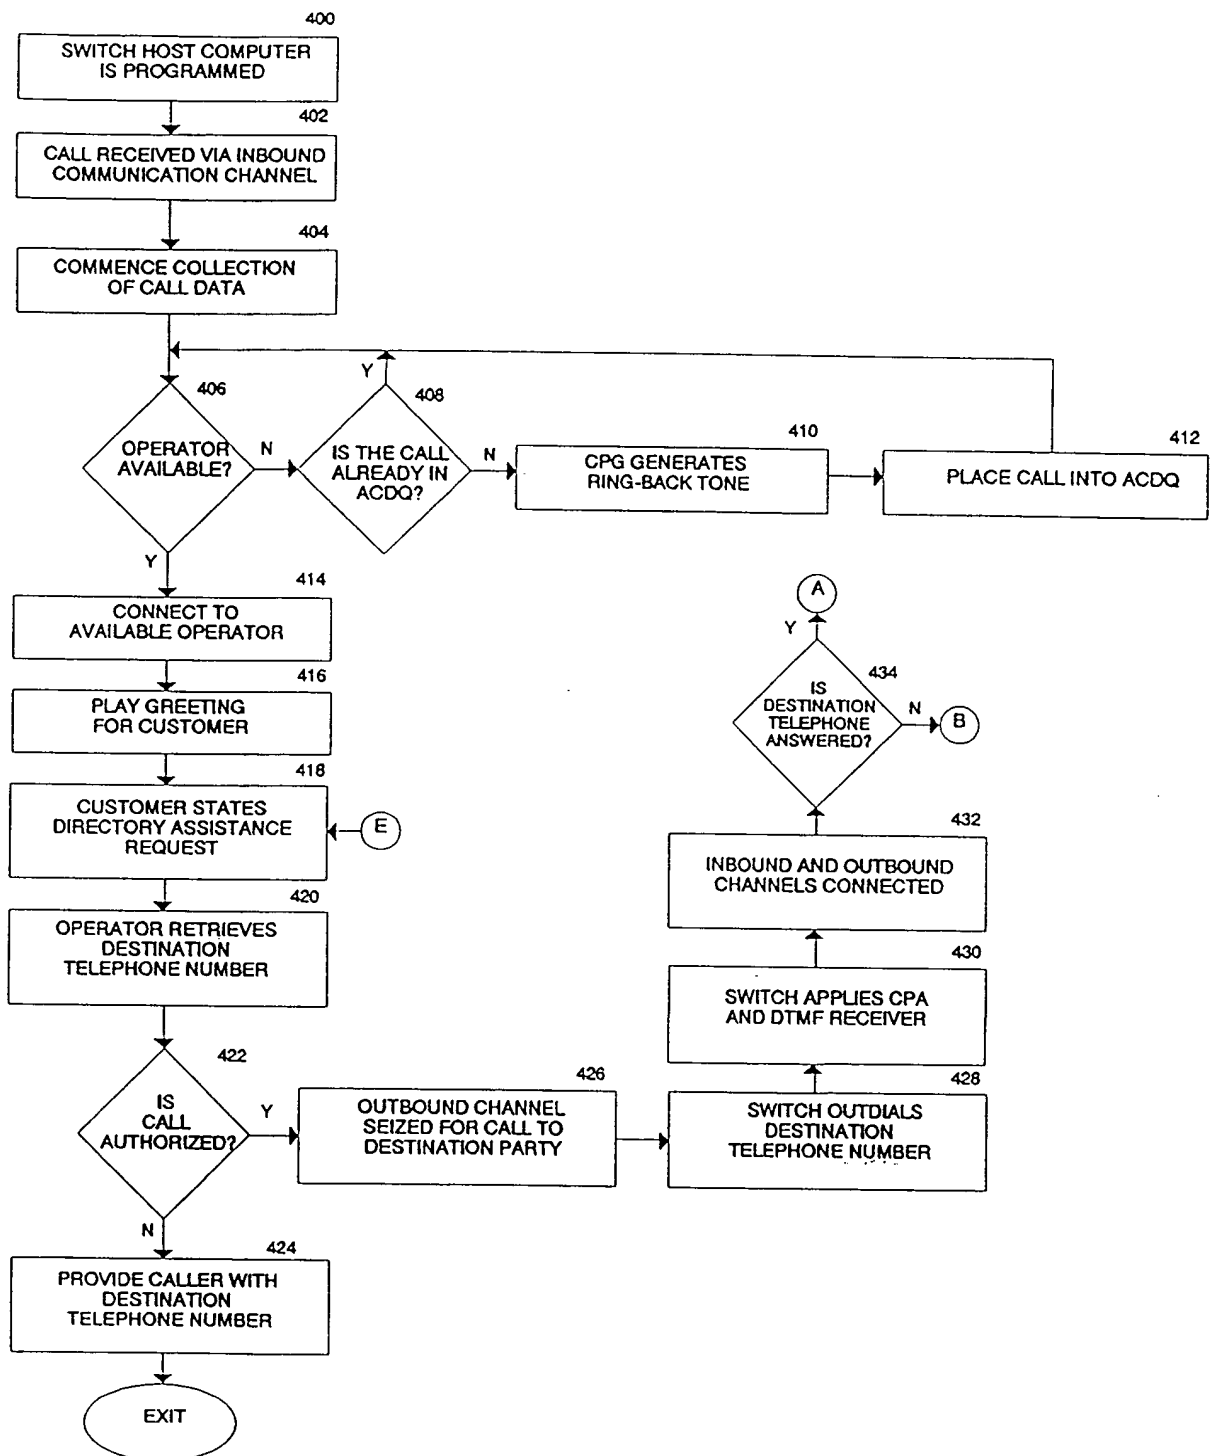 400
SWITCH HOST COMPUTER
IS PROGRAMMED
402
CALL RECEIVED VIA INBOUND
COMMUNICATION CHANNEL
404
COMMENCE COLLECTION
OF CALL DATA
406
OPERATOR
AVAILABLE?
N
Y
408
IS THE CALL
ALREADY IN
ACDQ?
Y
N
410
CPG GENERATES
RING-BACK TONE
412
PLACE CALL INTO ACDQ
414
CONNECT TO
AVAILABLE OPERATOR
416
PLAY GREETING
FOR CUSTOMER
418
CUSTOMER STATES
DIRECTORY ASSISTANCE
REQUEST
E
420
OPERATOR RETRIEVES
DESTINATION
TELEPHONE NUMBER
422
IS
CALL
AUTHORIZED?
Y
N
424
PROVIDE CALLER WITH
DESTINATION
TELEPHONE NUMBER
EXIT
426
OUTBOUND CHANNEL
SEIZED FOR CALL TO
DESTINATION PARTY
428
SWITCH OUTDIALS
DESTINATION
TELEPHONE NUMBER
430
SWITCH APPLIES CPA
AND DTMF RECEIVER
432
INBOUND AND OUTBOUND
CHANNELS CONNECTED
434
IS
DESTINATION
TELEPHONE
ANSWERED?
Y
A
N
B